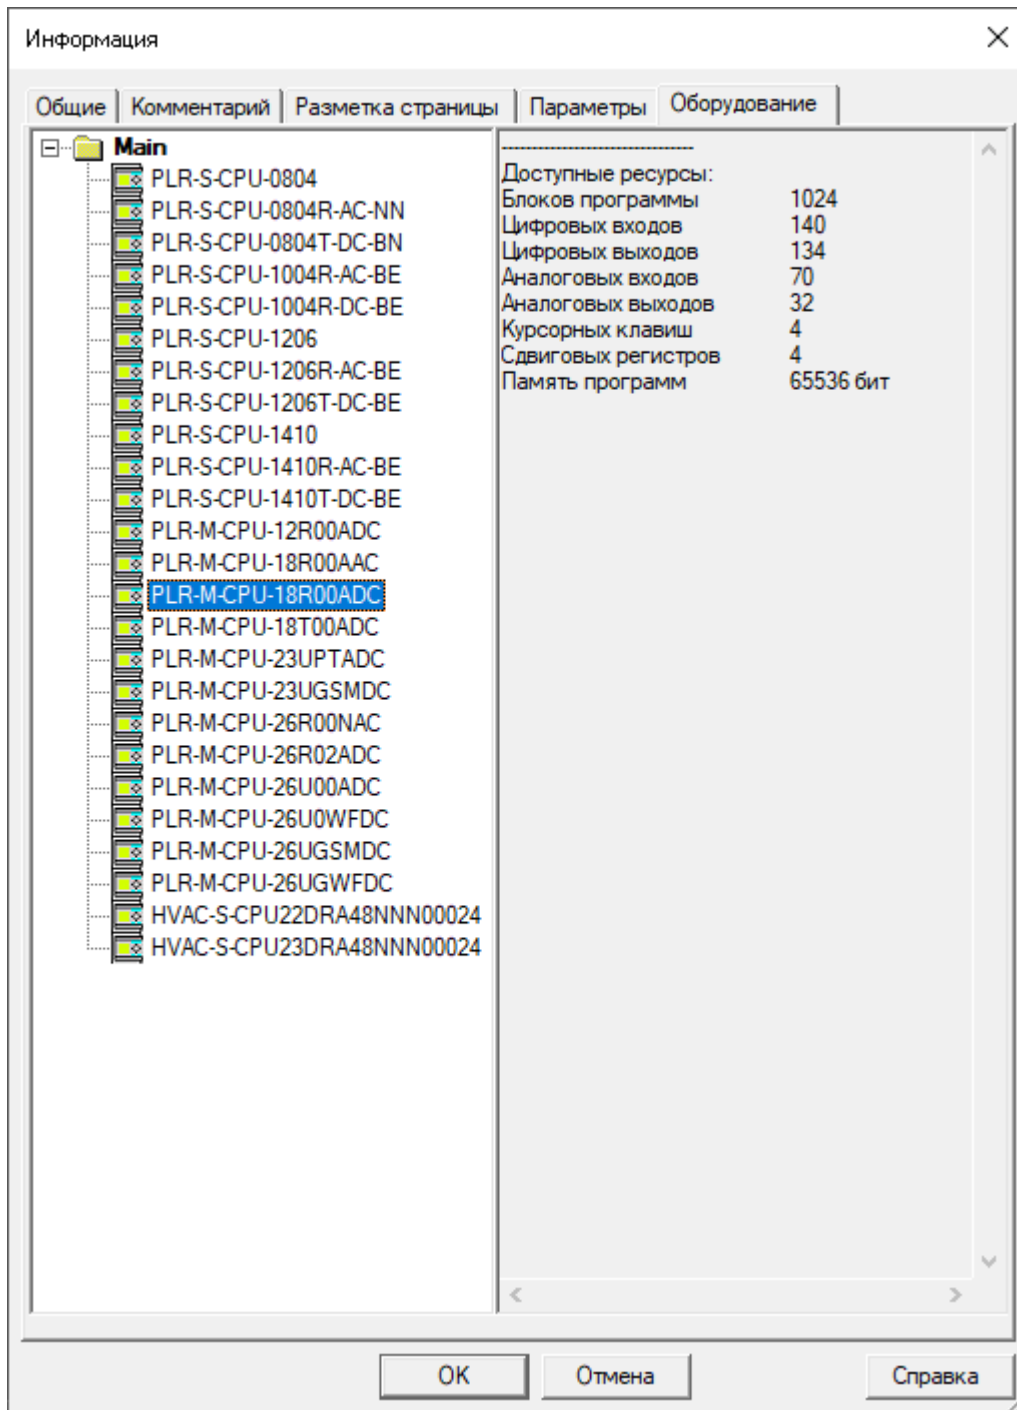 Информация
Общие Комментарий Разметка страницы Параметры Оборудование
Main
PLR-S-CPU-0804
PLR-S-CPU-0804R-AC-NN
PLR-S-CPU-0804T-DC-BN
PLR-S-CPU-1004R-AC-BE
PLR-S-CPU-1004R-DC-BE
PLR-S-CPU-1206
PLR-S-CPU-1206R-AC-BE
PLR-S-CPU-1206T-DC-BE
PLR-S-CPU-1410
PLR-S-CPU-1410R-AC-BE
PLR-S-CPU-1410T-DC-BE
PLR-M-CPU-12R00ADC
PLR-M-CPU-18R00AAC
PLR-M-CPU-18R00ADC
PLR-M-CPU-18T00ADC
PLR-M-CPU-23UPTADC
PLR-M-CPU-23UGSMDC
PLR-M-CPU-26R00NAC
PLR-M-CPU-26R02ADC
PLR-M-CPU-26U00ADC
PLR-M-CPU-26U0WFDC
PLR-M-CPU-26UGSMDC
PLR-M-CPU-26UGWFDC
HVAC-S-CPU22DRA48NNN00024
HVAC-S-CPU23DRA48NNN00024
--------------------------------
Доступные ресурсы:
Блоков программы 1024
Цифровых входов 140
Цифровых выходов 134
Аналоговых входов 70
Аналоговых выходов 32
Курсорных клавиш 4
Сдвиговых регистров 4
Память программ 65536 бит
OK Отмена Справка